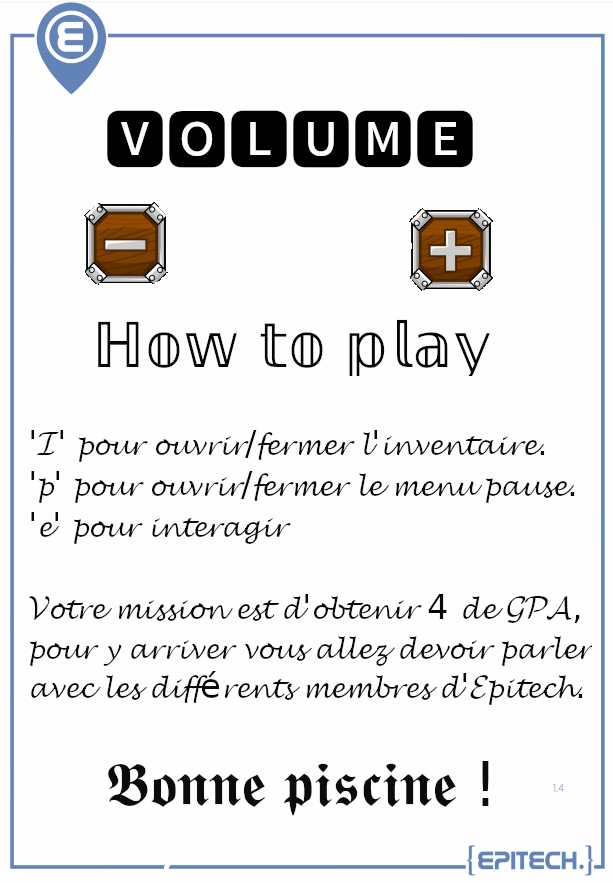 E
VOLUME
- +
How to play
'I' pour ouvrir/fermer l'inventaire.
'p' pour ouvrir/fermer le menu pause.
'e' pour interagir
Votre mission est d'obtenir 4 de GPA,
pour y arriver vous allez devoir parler
avec les différents membres d'Epitech.
Bonne piscine !
1.4
{EPITECH.}